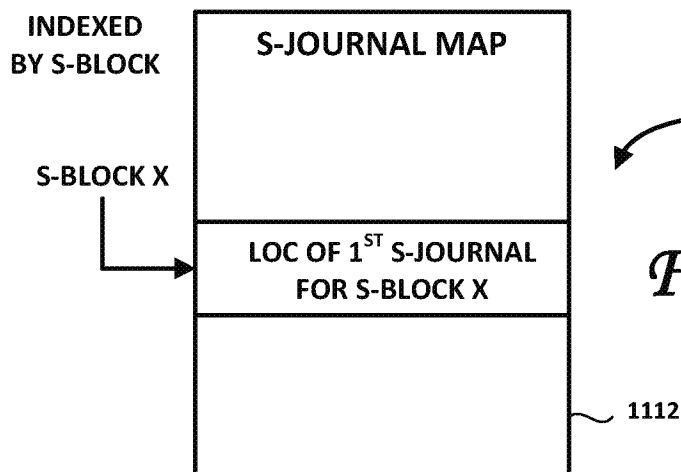 INDEXED
BY S-BLOCK
S-JOURNAL MAP
S-BLOCK X
LOC OF 1ST S-JOURNAL
FOR S-BLOCK X
1112